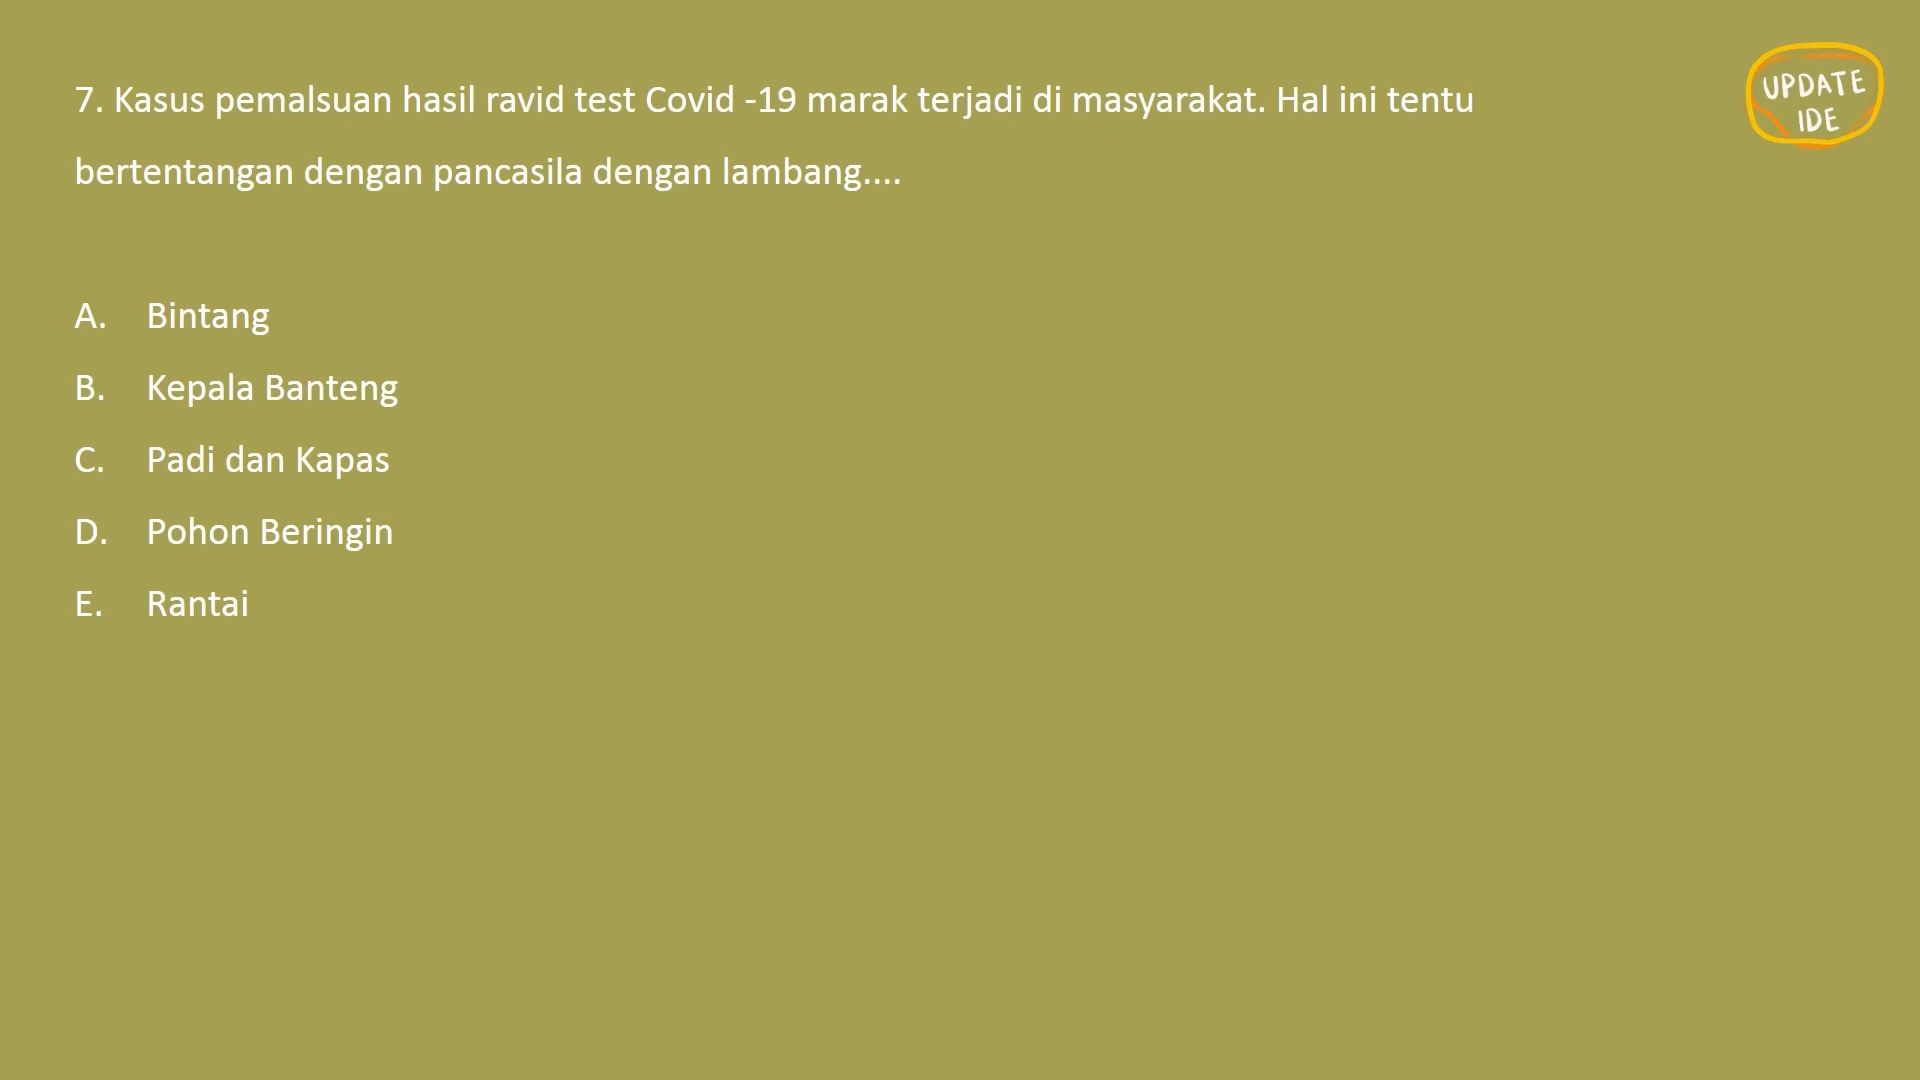 7. Kasus pemalsuan hasil ravid test Covid -19 marak terjadi di masyarakat. Hal ini tentu
bertentangan dengan pancasila dengan lambang....
A. Bintang
B. Kepala Banteng
C. Padi dan Kapas
D. Pohon Beringin
E. Rantai
UPDATE
IDE